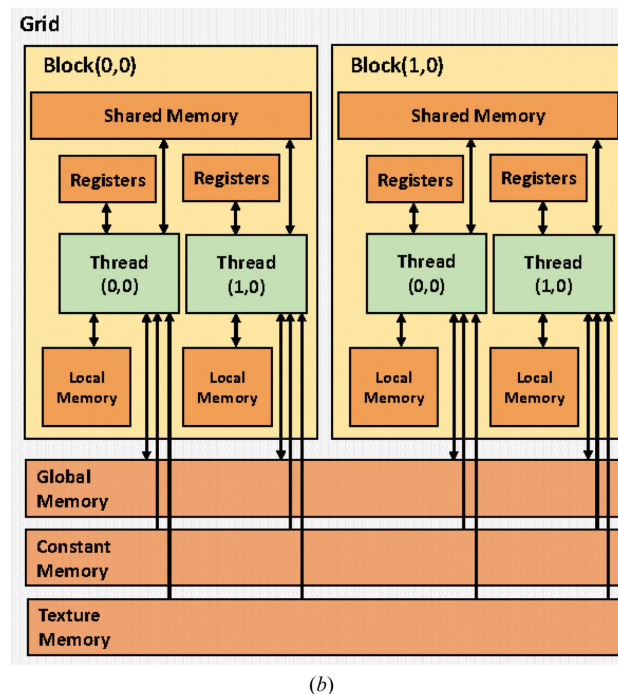 Grid
Block(0,0)
Block(1,0)
Shared Memory
Shared Memory
Registers
Registers
Registers
Registers
Thread
(0,0)
Thread
(1,0)
Thread
(0,0)
Thread
(1,0)
Local
Memory
Local
Memory
Local
Memory
Local
Memory
Global
Memory
Constant
Memory
Texture
Memory
(b)